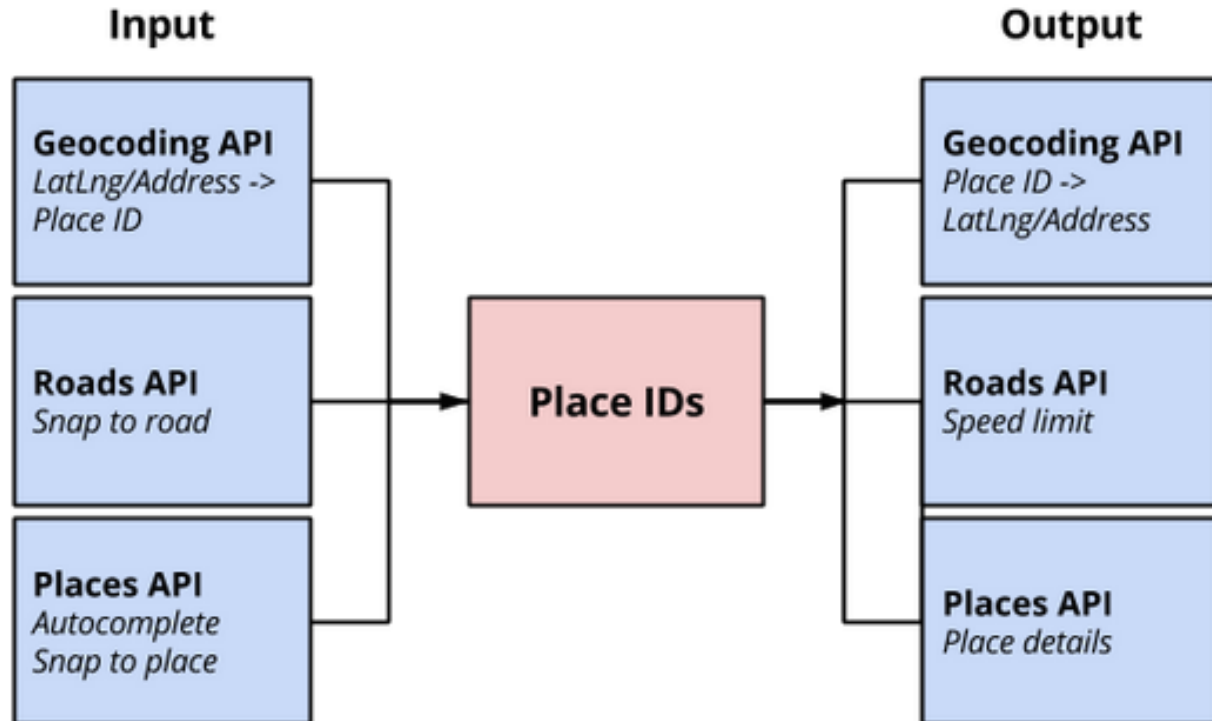 Input
Output
Geocoding API
LatLng/Address ->
Place ID
Roads API
Snap to road
Places API
Autocomplete
Snap to place
Place IDs
Geocoding API
Place ID ->
LatLng/Address
Roads API
Speed limit
Places API
Place details